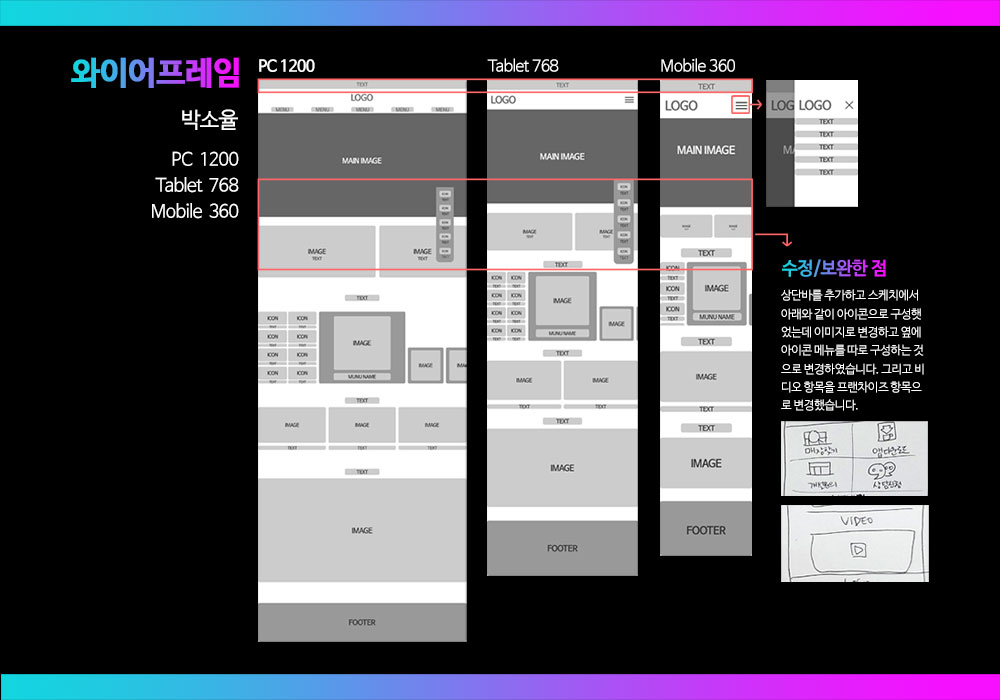 와이어프레임
박소율
PC 1200
Tablet 768
Mobile 360
PC 1200
TEXT
LOGO
MENU MENU MENU MENU MENU
MAIN IMAGE
ICON
TEXT
ICON
TEXT
ICON
TEXT
ICON
TEXT
ICON
TEXT
IMAGE
TEXT
IMAGE
TEXT
TEXT
ICON ICON
TEXT TEXT
ICON ICON
TEXT TEXT
ICON ICON
TEXT TEXT
ICON ICON
TEXT TEXT
IMAGE
MUNU NAME
IMAGE
IMA
TEXT
IMAGE IMAGE IMAGE
TEXT TEXT TEXT
TEXT
IMAGE
FOOTER
Tablet 768
TEXT
LOGO
MAIN IMAGE
ICON
TEXT
ICON
TEXT
ICON
TEXT
ICON
TEXT
ICON
TEXT
IMAGE
TEXT
IMAGE
TEXT
TEXT
ICON ICON
TEXT TEXT
ICON ICON
TEXT TEXT
ICON ICON
TEXT TEXT
ICON ICON
TEXT TEXT
IMAGE
MUNU NAME
IMAGE
TEXT
IMAGE IMAGE
TEXT TEXT
TEXT
IMAGE
FOOTER
Mobile 360
TEXT
LOGO
MAIN IMAGE
TEXT
ICON
TEXT
ICON
TEXT
ICON
TEXT
IMAGE
MUNU NAME
TEXT
IMAGE
TEXT
TEXT
IMAGE
FOOTER
LOG LOGO
MA
TEXT
TEXT
TEXT
TEXT
TEXT
수정/보완한 점
상단바를 추가하고 스케치에서
아래와 같이 아이콘으로 구성햇
었는데 이미지로 변경하고 옆에
아이콘 메뉴를 따로 구성하는 것
으로 변경하였습니다. 그리고 비
디오 항목을 프랜차이즈 항목으
로 변경했습니다.
매장찾기 앱다운로드
개설문의 상담신청
VIDEO